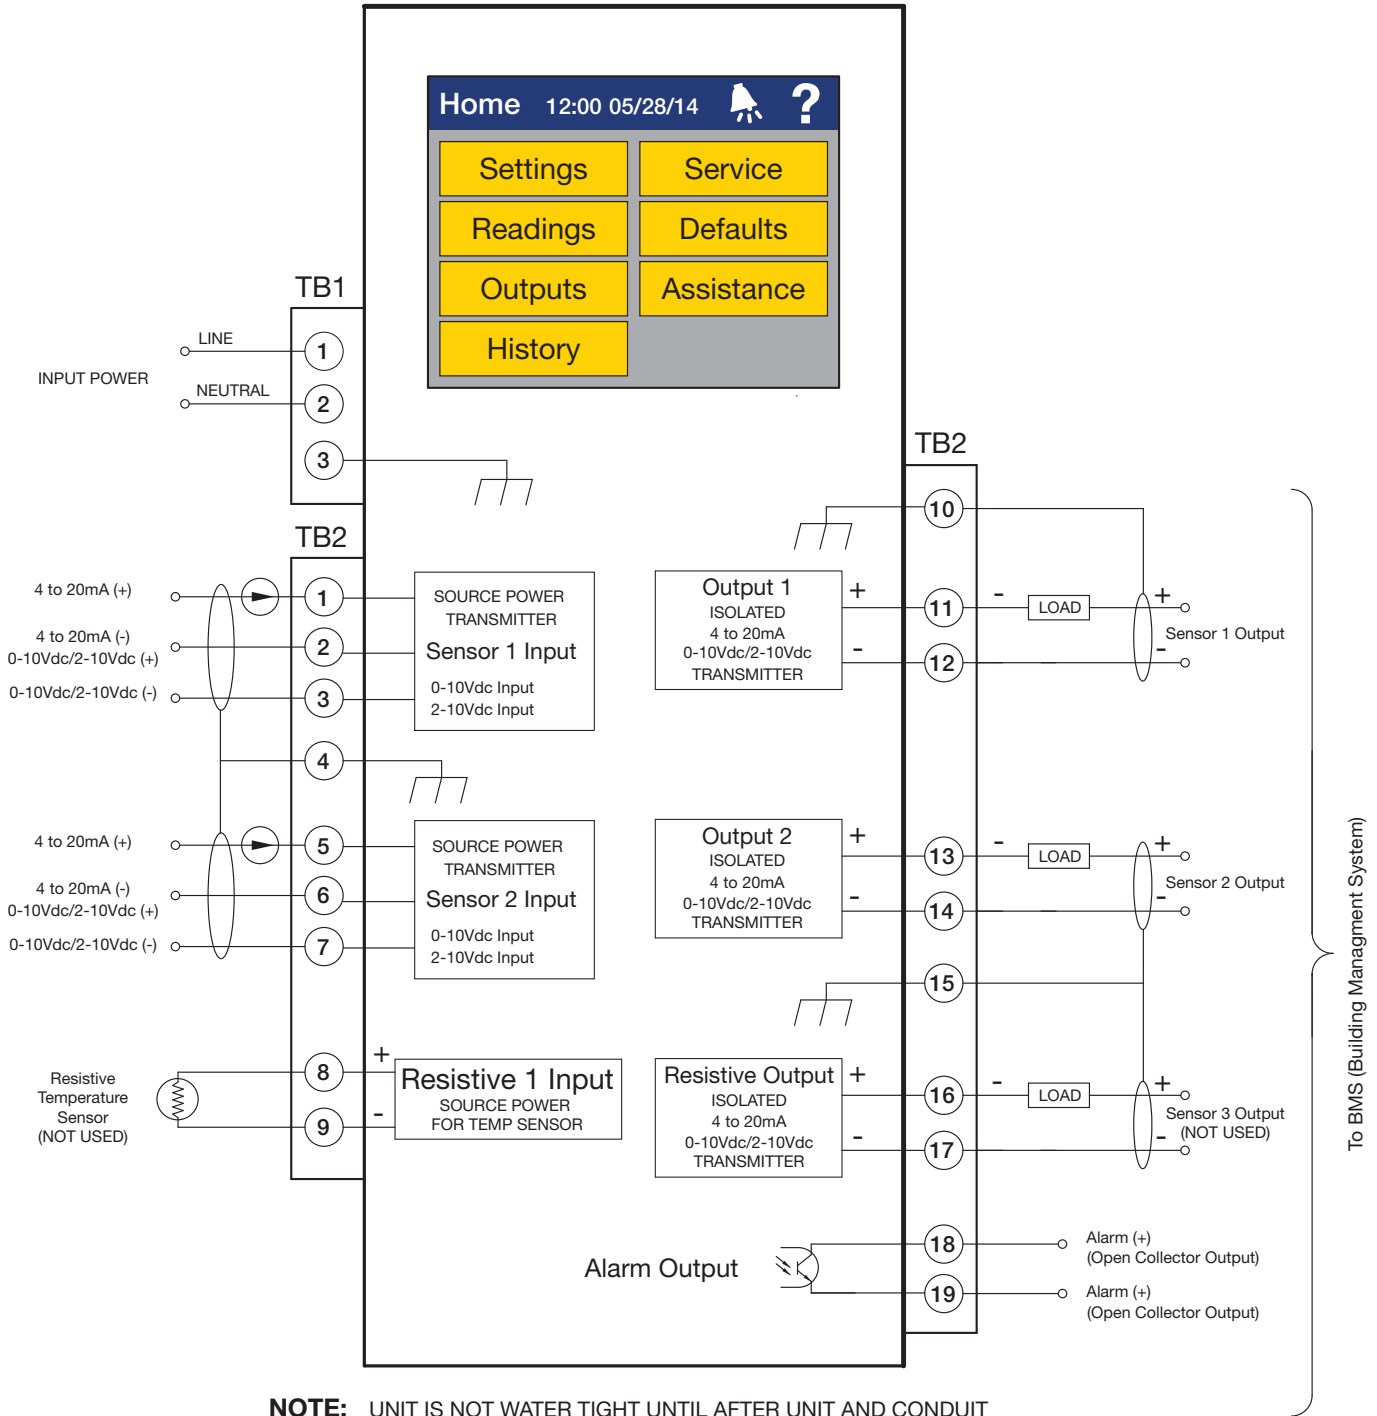 Home 12:00 05/28/14 ?
Settings
Service
Readings
Defaults
Outputs
Assistance
History
TB1
LINE
1
INPUT POWER
NEUTRAL
2
3
TB2
4 to 20mA (+)
1
4 to 20mA (-)
0-10Vdc/2-10Vdc (+)
2
0-10Vdc/2-10Vdc (-)
3
SOURCE POWER
TRANSMITTER
Sensor 1 Input
0-10Vdc Input
2-10Vdc Input
4
4 to 20mA (+)
5
4 to 20mA (-)
0-10Vdc/2-10Vdc (+)
6
0-10Vdc/2-10Vdc (-)
7
SOURCE POWER
TRANSMITTER
Sensor 2 Input
0-10Vdc Input
2-10Vdc Input
Resistive
Temperature
Sensor
(NOT USED)
8
9
+
-
Resistive 1 Input
SOURCE POWER
FOR TEMP SENSOR
TB2
10
Output 1
ISOLATED
4 to 20mA
0-10Vdc/2-10Vdc
TRANSMITTER
+
-
11
12
-
LOAD
+
-
Sensor 1 Output
Output 2
ISOLATED
4 to 20mA
0-10Vdc/2-10Vdc
TRANSMITTER
+
-
13
14
-
LOAD
+
-
Sensor 2 Output
15
Resistive Output
ISOLATED
4 to 20mA
0-10Vdc/2-10Vdc
TRANSMITTER
+
-
16
17
-
LOAD
+
-
Sensor 3 Output
(NOT USED)
Alarm Output
18
Alarm (+)
(Open Collector Output)
19
Alarm (+)
(Open Collector Output)
To BMS (Building Managment System)
NOTE: UNIT IS NOT WATER TIGHT UNTIL AFTER UNIT AND CONDUIT